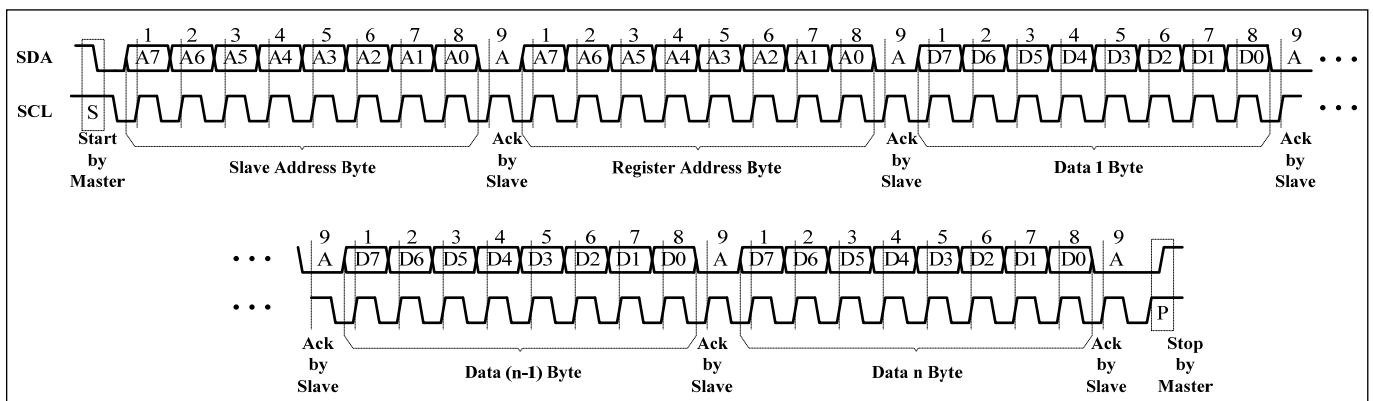 1 2 3 4 5 6 7 8 9 1 2 3 4 5 6 7 8 9 1 2 3 4 5 6 7 8 9
SDA A7 A6 A5 A4 A3 A2 A1 A0 A A7 A6 A5 A4 A3 A2 A1 A0 A D7 D6 D5 D4 D3 D2 D1 D0 A • • •
SCL S • • •
Start by Master
Slave Address Byte
Ack by Slave
Register Address Byte
Ack by Slave
Data 1 Byte
Ack by Slave
9 1 2 3 4 5 6 7 8 9 1 2 3 4 5 6 7 8 9
• • • A D7 D6 D5 D4 D3 D2 D1 D0 A D7 D6 D5 D4 D3 D2 D1 D0 A
• • • P
Ack by Slave
Data (n-1) Byte
Ack by Slave
Data n Byte
Ack by Slave
Stop by Master